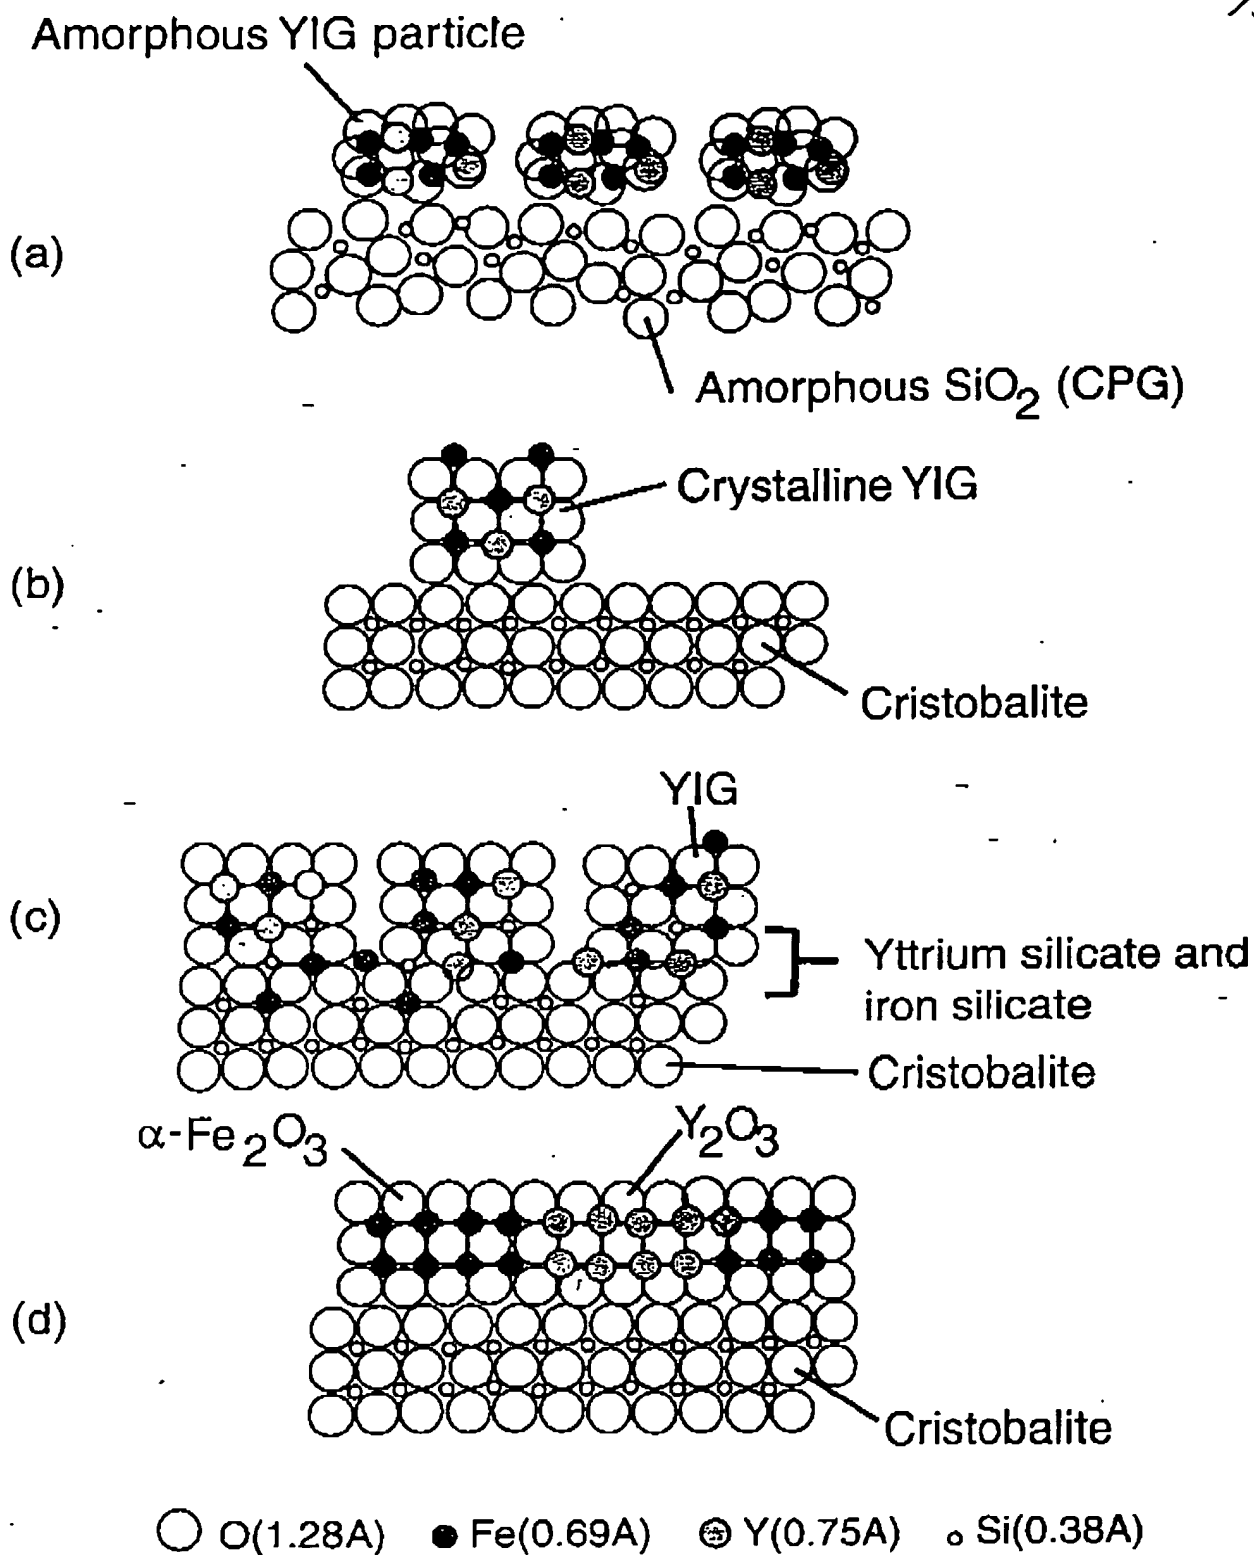 Amorphous YIG particle
(a)
Amorphous SiO2 (CPG)
Crystalline YIG
(b)
Cristobalite
YIG
(c)
Yttrium silicate and
iron silicate
Cristobalite
α-Fe2O3
Y2O3
(d)
Cristobalite
O(1.28A) Fe(0.69A) Y(0.75A) Si(0.38A)